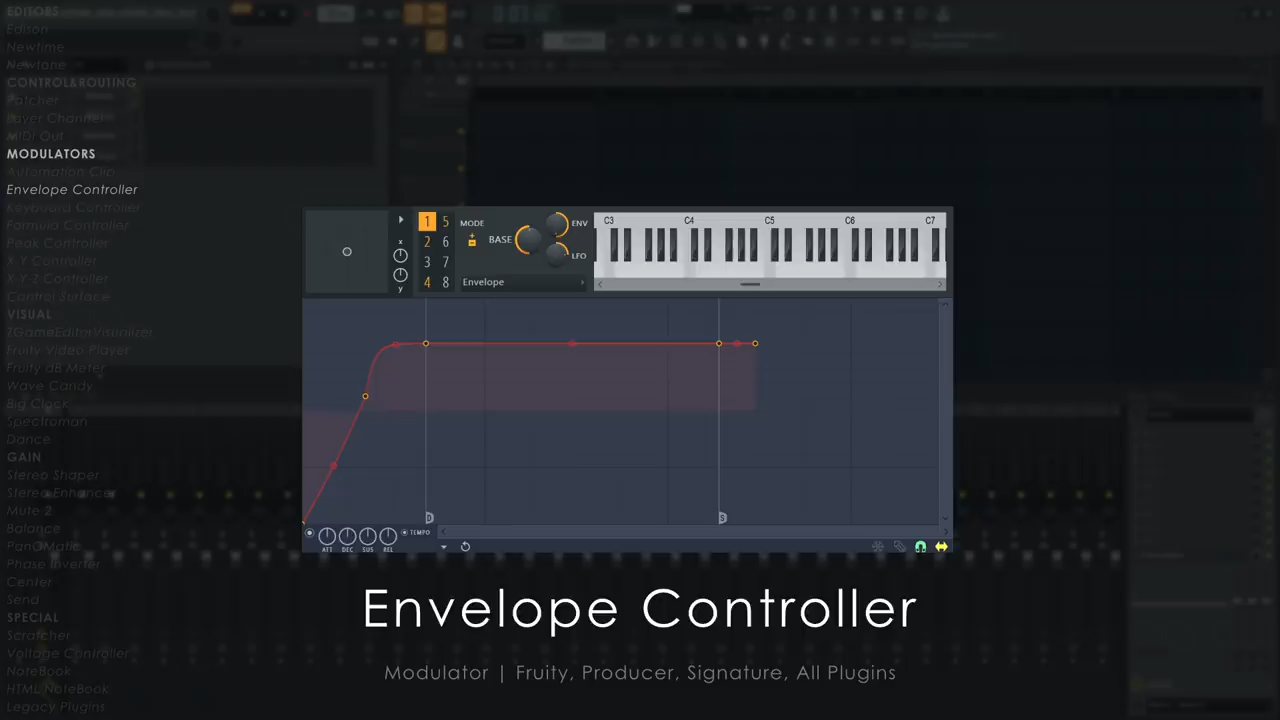 EDITORS
Edison
Newtime
Newtone
CONTROL&ROUTING
Patcher
Layer Channel
MIDI Out
MODULATORS
Automation Clip
Envelope Controller
Keyboard Controller
Formula Controller
Peak Controller
X-Y Controller
X-Y-Z Controller
Control Surface
VISUAL
ZGameEditorVisualizer
Fruity Video Player
Fruity dB Meter
Wave Candy
Big Clock
Spectroman
Dance
GAIN
Stereo Shaper
Stereo Enhancer
Mute 2
Balance
PanOMatic
Phase Inverter
Center
Send
SPECIAL
Scratcher
Voltage Controller
NoteBook
HTML NoteBook
Legacy Plugins
x
y
1 5
2 6
3 7
4 8
MODE
BASE
ENV
LFO
Envelope
C3 C4 C5 C6 C7
D
S
ATT DEC SUS REL
TEMPO
Envelope Controller
Modulator | Fruity, Producer, Signature, All Plugins